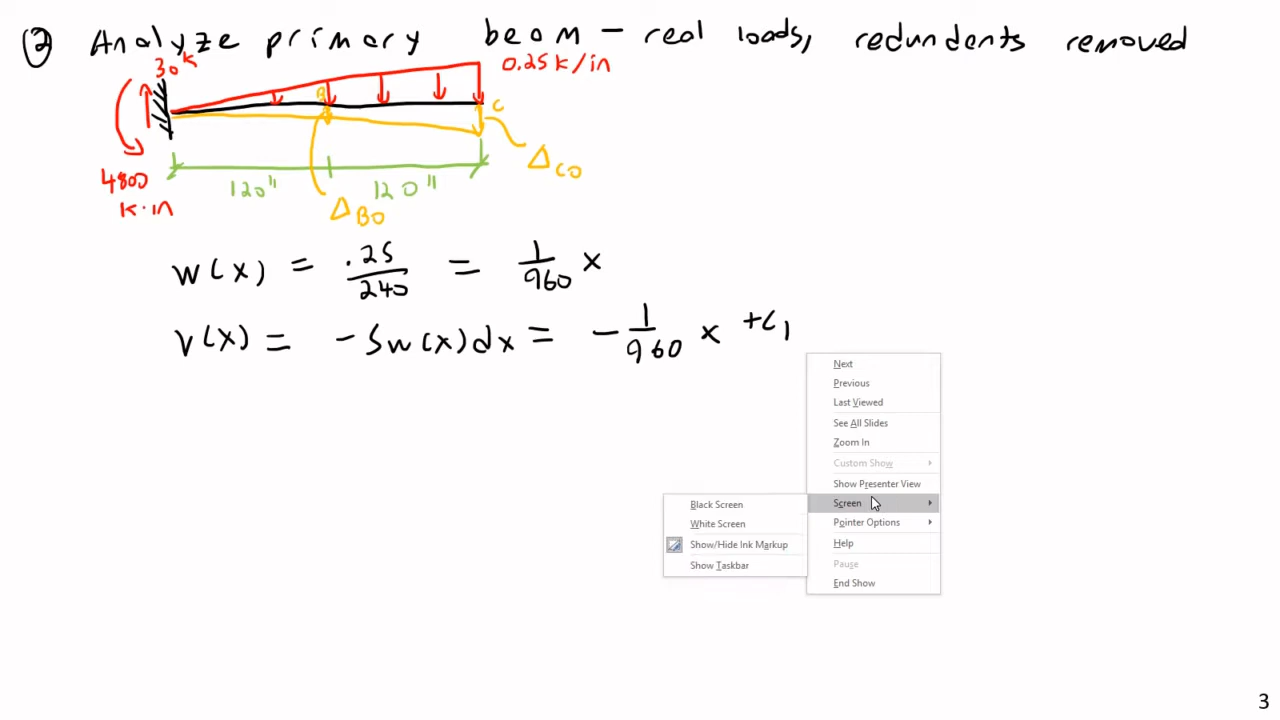 ② Analyze primary beam – real loads, redundents removed
30k
0.25k/in
B
C
ΔCO
4800
k·in
120"
120"
ΔBO
w(x) = .25/240 = 1/960 x
V(x) = -∫w(x)dx = -1/960 x +C1
Next
Previous
Last Viewed
See All Slides
Zoom In
Custom Show
Show Presenter View
Screen
Pointer Options
Help
Pause
End Show
Black Screen
White Screen
Show/Hide Ink Markup
Show Taskbar
3